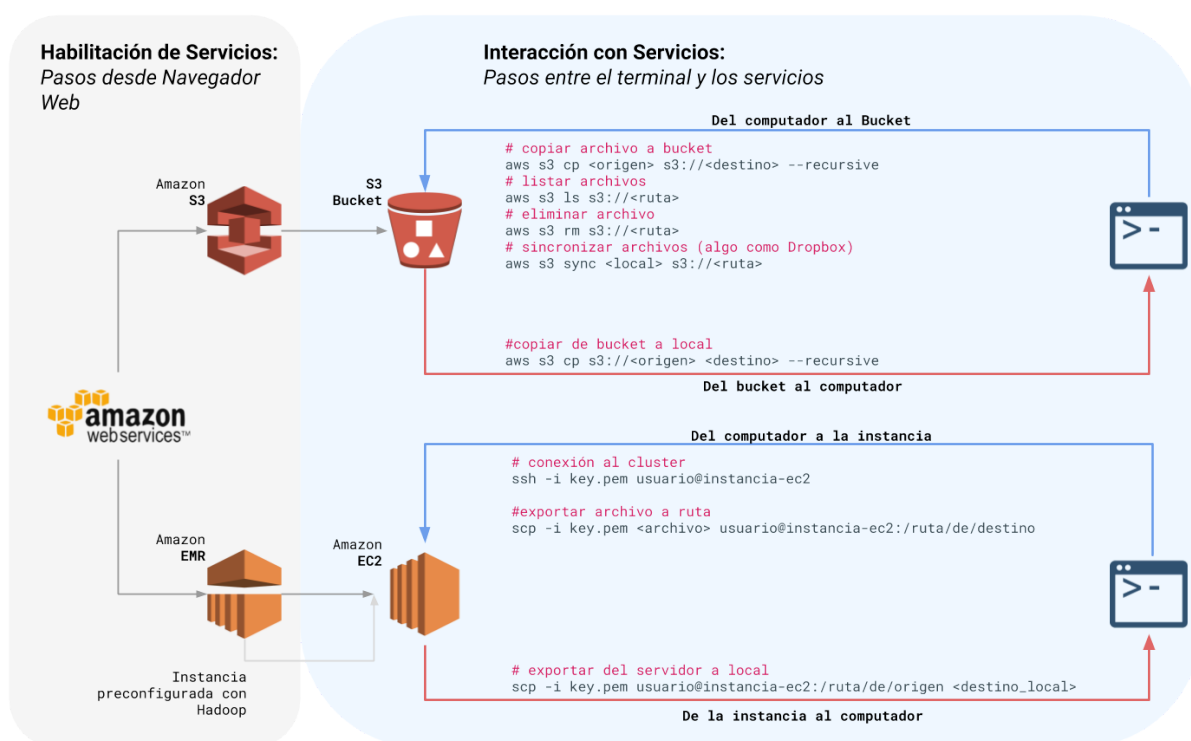 Habilitación de Servicios:
Pasos desde Navegador
Web
Interacción con Servicios:
Pasos entre el terminal y los servicios
Del computador al Bucket
# copiar archivo a bucket
aws s3 cp <origen> s3://<destino> --recursive
# listar archivos
aws s3 ls s3://<ruta>
# eliminar archivo
aws s3 rm s3://<ruta>
# sincronizar archivos (algo como Dropbox)
aws s3 sync <local> s3://<ruta>
Amazon
S3
S3
Bucket
>-
#copiar de bucket a local
aws s3 cp s3://<origen> <destino> --recursive
Del bucket al computador
amazon
webservices™
Del computador a la instancia
# conexión al cluster
ssh -i key.pem usuario@instancia-ec2
#exportar archivo a ruta
scp -i key.pem <archivo> usuario@instancia-ec2:/ruta/de/destino
Amazon
EMR
Amazon
EC2
>-
Instancia
preconfigurada con
Hadoop
# exportar del servidor a local
scp -i key.pem usuario@instancia-ec2:/ruta/de/origen <destino_local>
De la instancia al computador